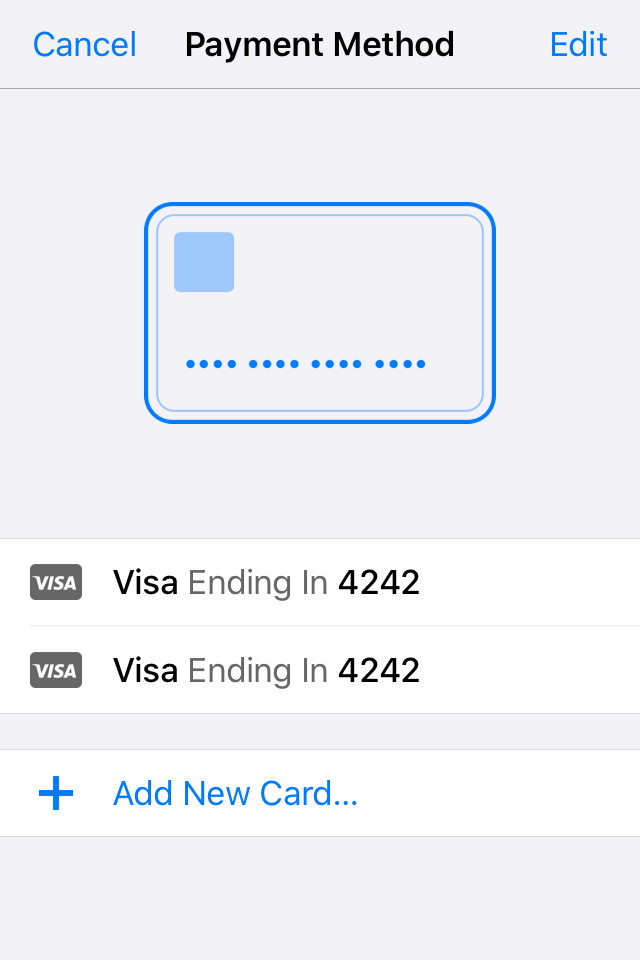 Cancel Payment Method Edit
•••• •••• •••• ••••
VISA Visa Ending In 4242
VISA Visa Ending In 4242
+ Add New Card...